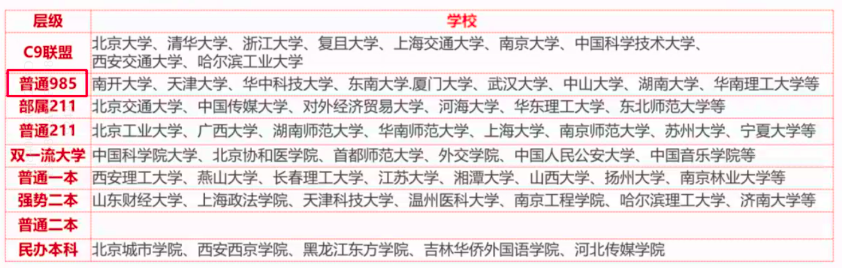 层级 学校
C9联盟 北京大学、清华大学、浙江大学、复旦大学、上海交通大学、南京大学、中国科学技术大学、
西安交通大学、哈尔滨工业大学
普通985 南开大学、天津大学、华中科技大学、东南大学.厦门大学、武汉大学、中山大学、湖南大学、华南理工大学等
部属211 北京交通大学、中国传媒大学、对外经济贸易大学、河海大学、华东理工大学、东北师范大学等
普通211 北京工业大学、广西大学、湖南师范大学、华南师范大学、上海大学、南京师范大学、苏州大学、宁夏大学等
双一流大学 中国科学院大学、北京协和医学院、首都师范大学、外交学院、中国人民公安大学、中国音乐学院等
普通一本 西安理工大学、燕山大学、长春理工大学、江苏大学、湘潭大学、山西大学、扬州大学、南京林业大学等
强势二本 山东财经大学、上海政法学院、天津科技大学、温州医科大学、南京工程学院、哈尔滨理工大学、济南大学等
普通二本
民办本科 北京城市学院、西安西京学院、黑龙江东方学院、吉林华侨外国语学院、河北传媒学院